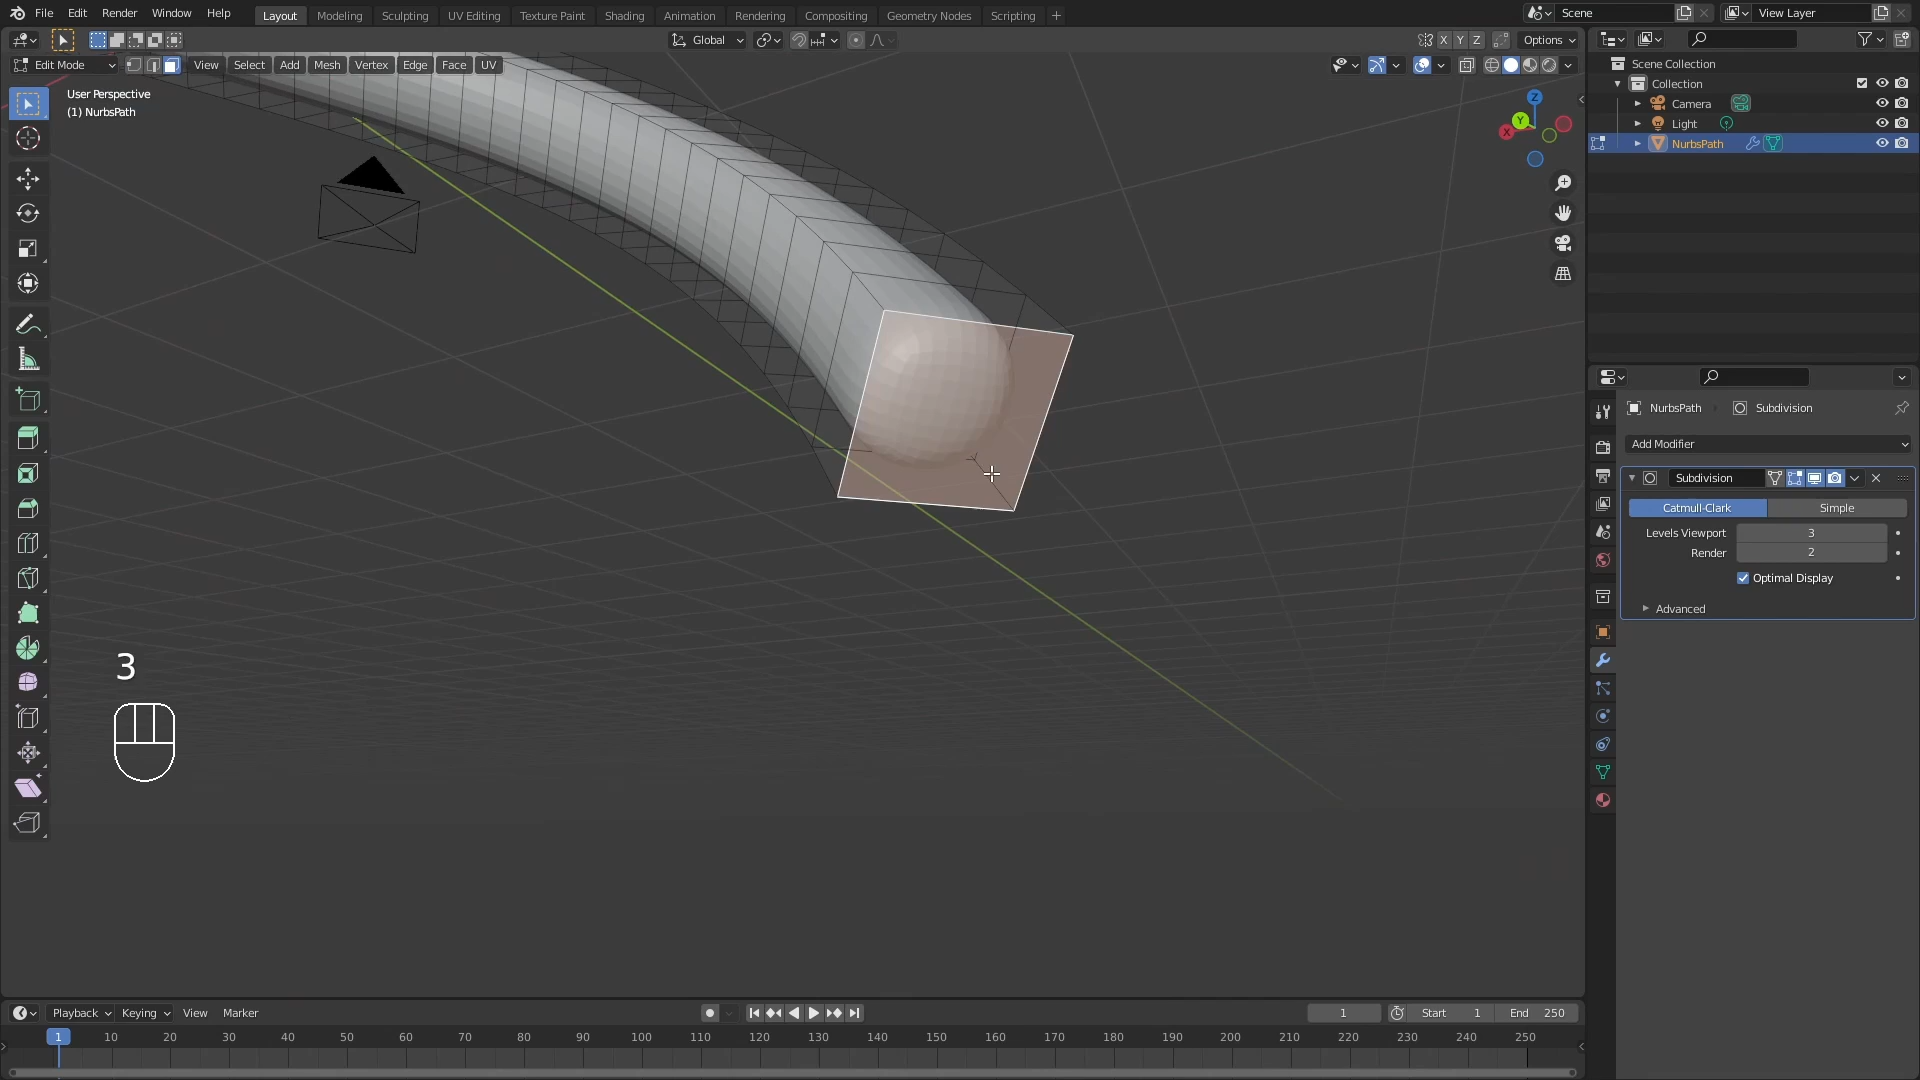 File Edit Render Window Help Layout Modeling Sculpting UV Editing Texture Paint Shading Animation Rendering Compositing Geometry Nodes Scripting + Scene View Layer
Global X Y Z Options
Edit Mode View Select Add Mesh Vertex Edge Face UV
User Perspective
(1) NurbsPath
Z
Y
X
Scene Collection
Collection
Camera
Light
NurbsPath
NurbsPath Subdivision
Add Modifier
Subdivision
Catmull-Clark Simple
Levels Viewport 3
Render 2
Optimal Display
Advanced
3
Playback Keying View Marker 1 Start 1 End 250
1 10 20 30 40 50 60 70 80 90 100 110 120 130 140 150 160 170 180 190 200 210 220 230 240 250